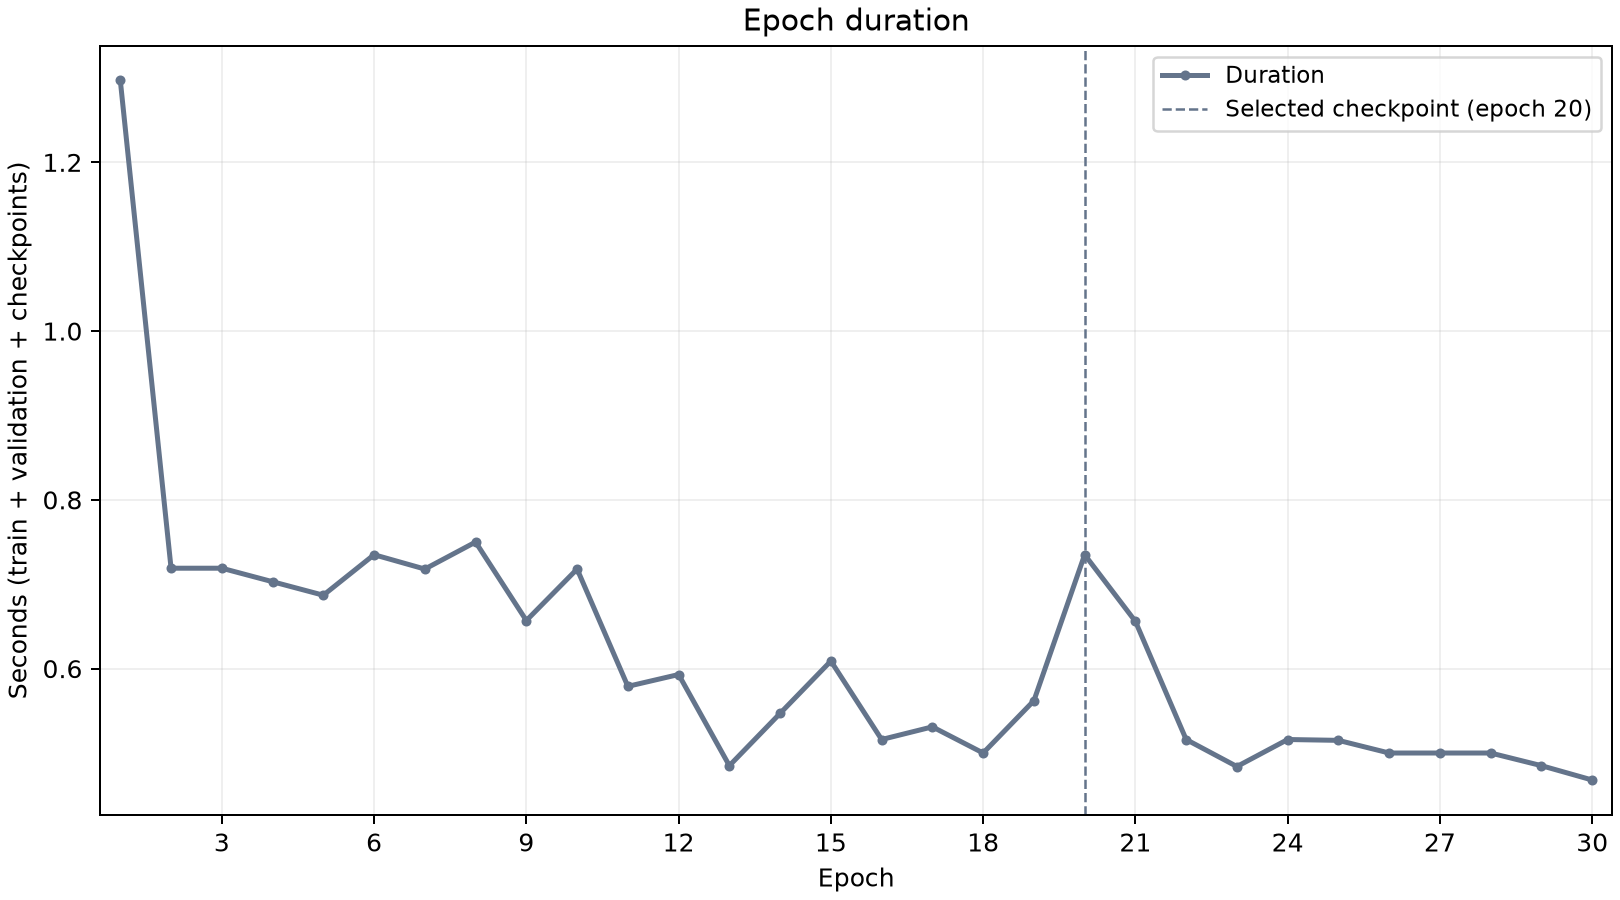 Epoch duration
Duration
Selected checkpoint (epoch 20)
Seconds (train + validation + checkpoints)
1.2
1.0
0.8
0.6
3 6 9 12 15 18 21 24 27 30
Epoch